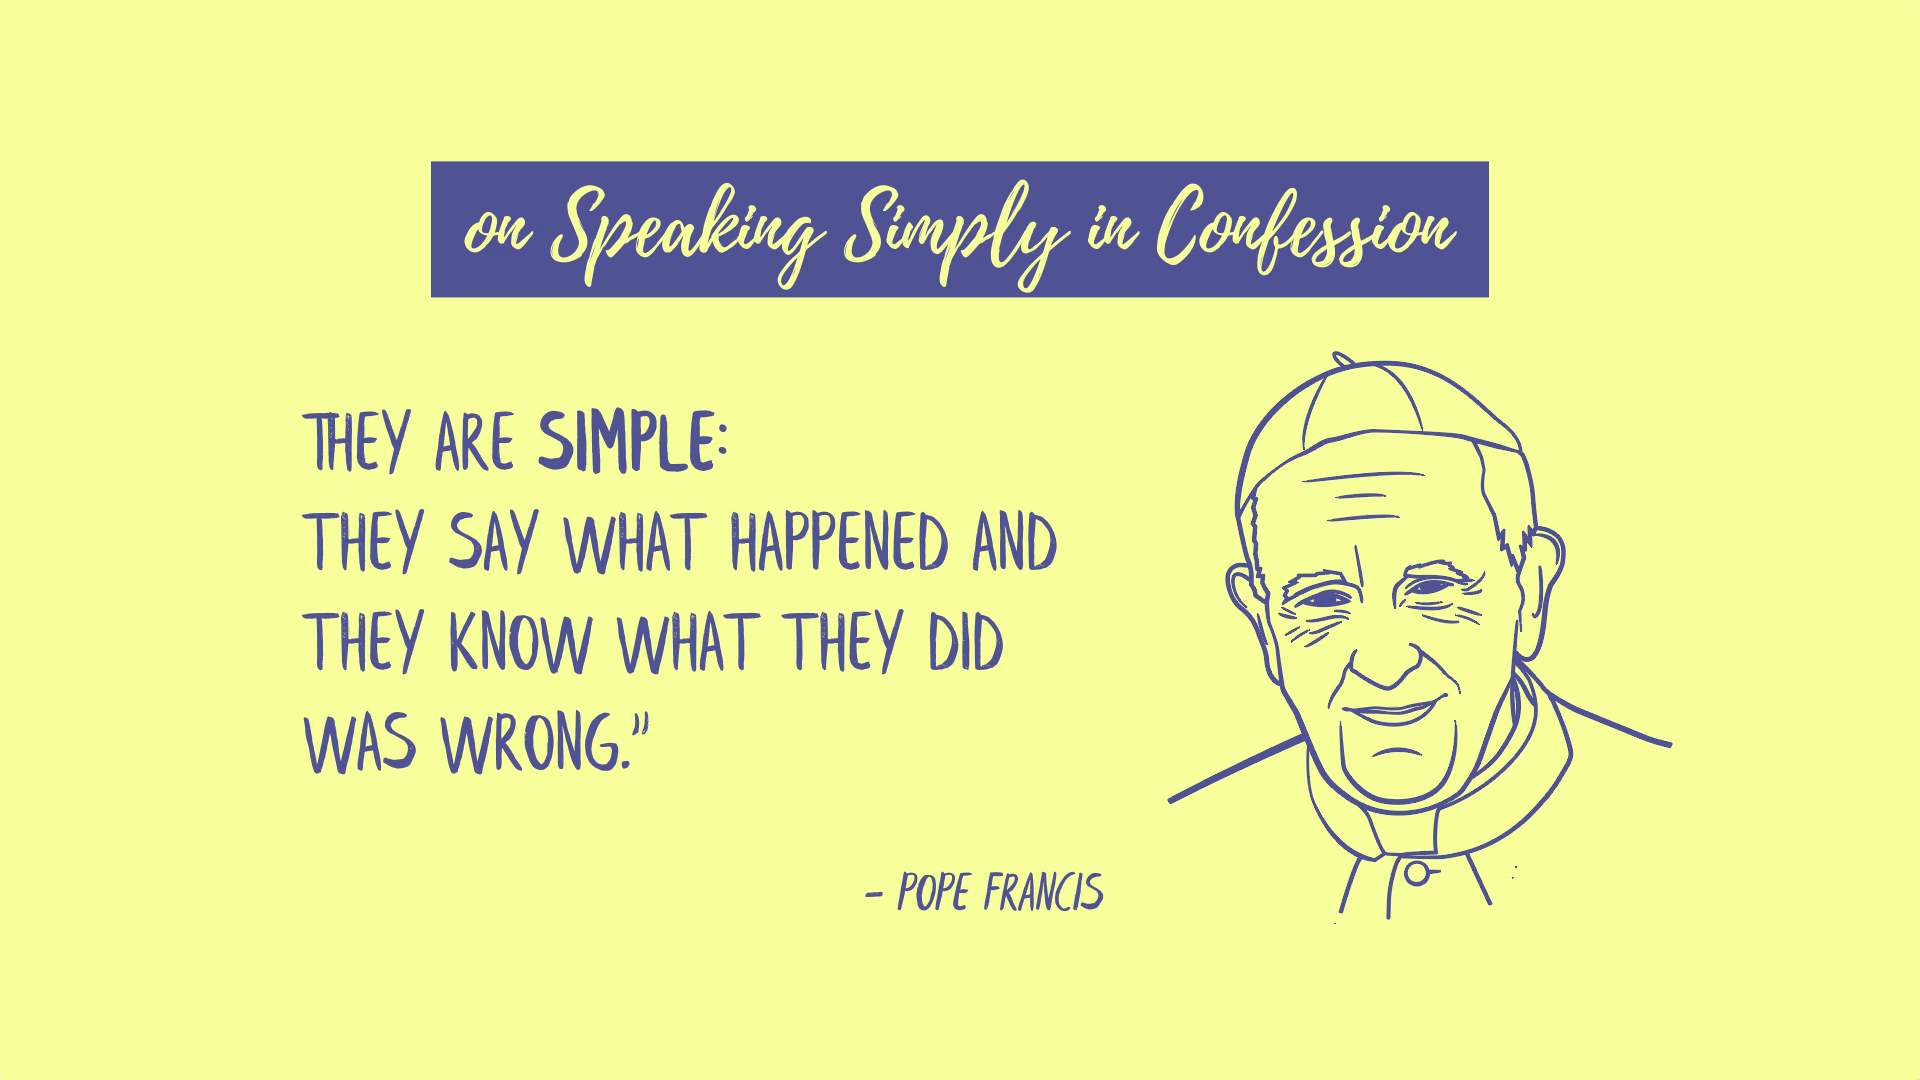 on Speaking Simply in Confession
THEY ARE SIMPLE:
THEY SAY WHAT HAPPENED AND
THEY KNOW WHAT THEY DID
WAS WRONG.”
– POPE FRANCIS